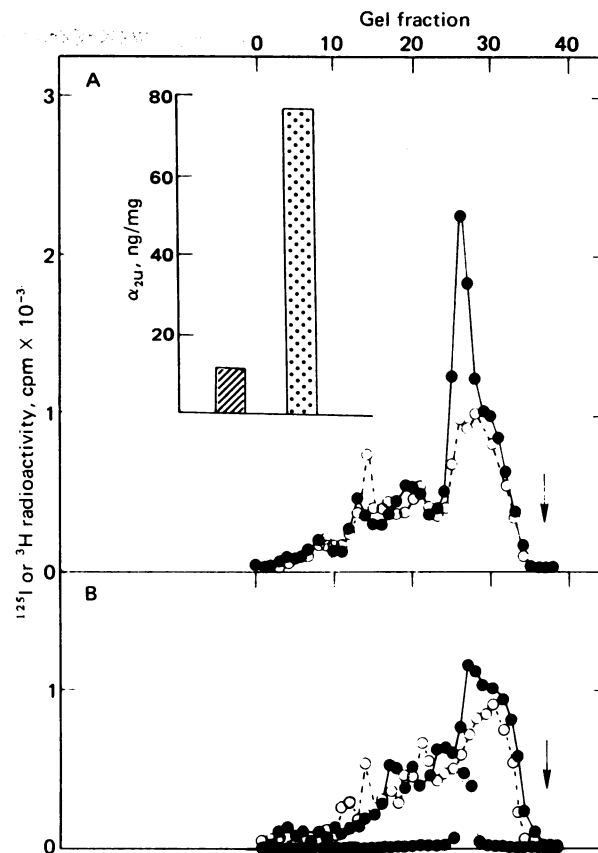 Gel fraction
0 10 20 30 40
A
3
2
1
0
80
60
40
20
α2u, ng/mg
B
1
0
¹²⁵I or ³H radioactivity, cpm X 10⁻³